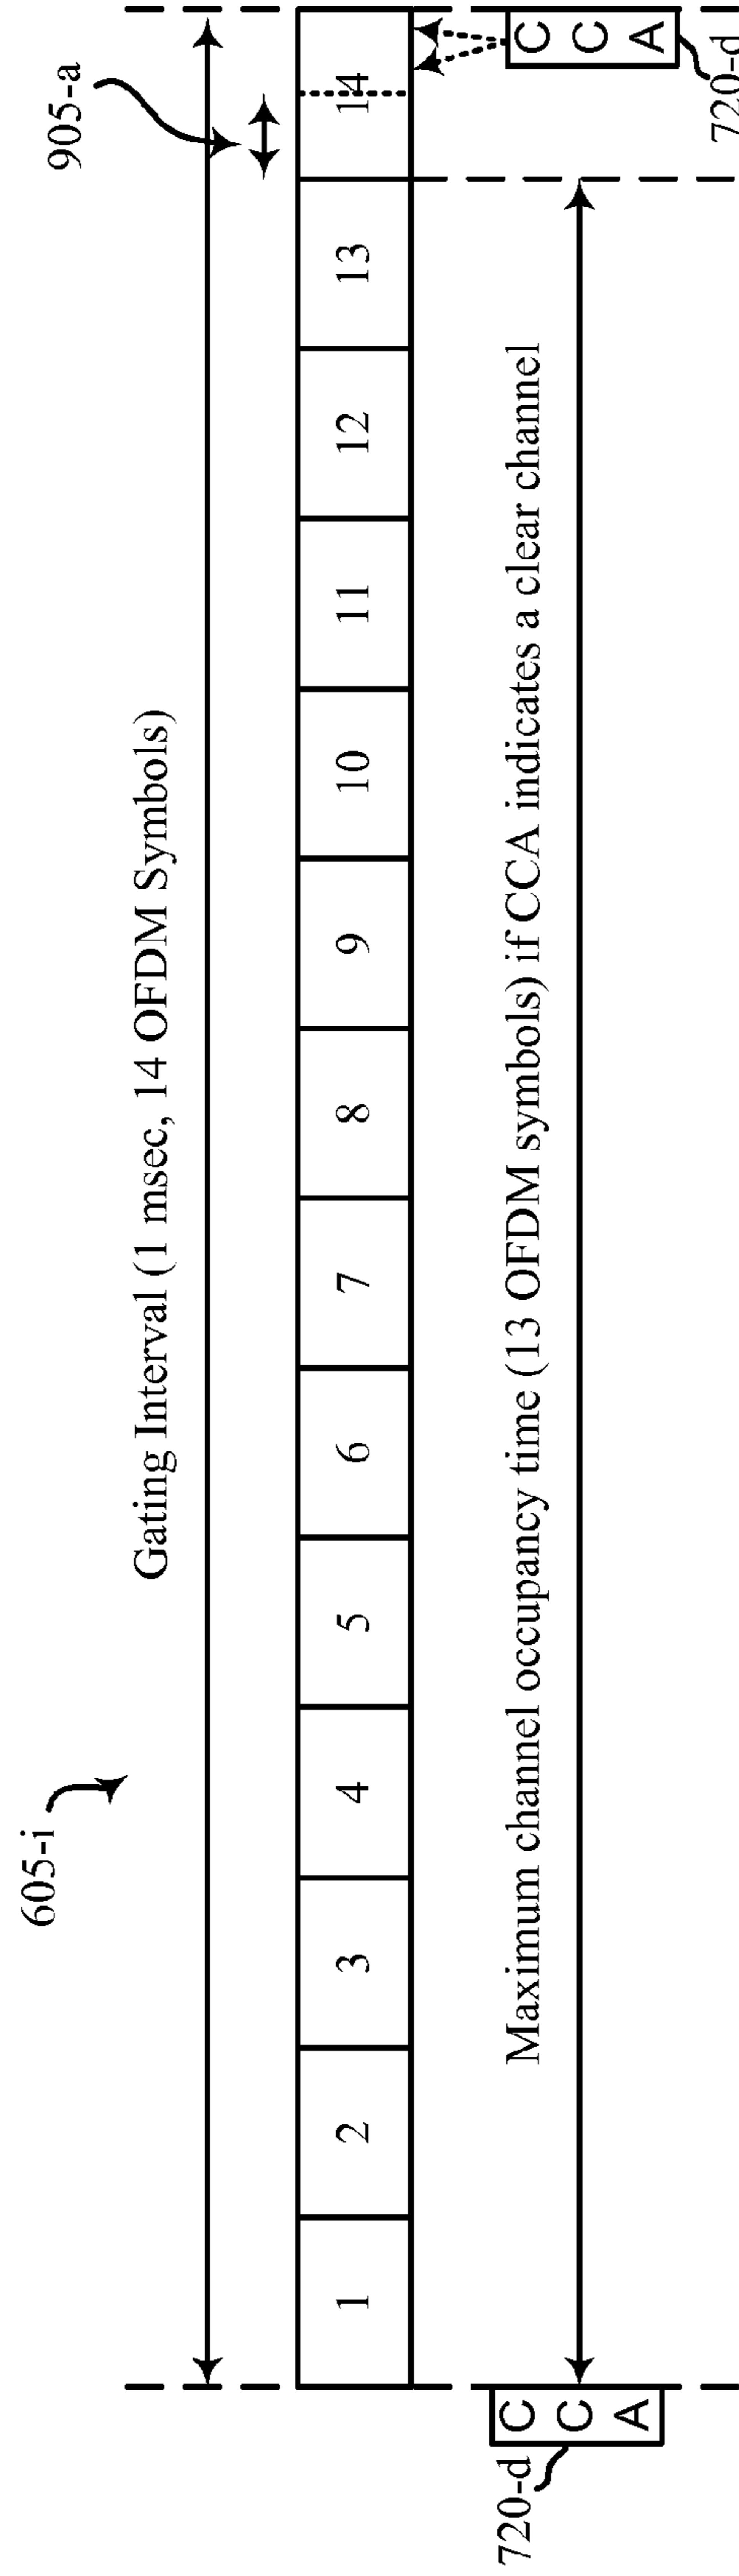 605-i
905-a
Gating Interval (1 msec, 14 OFDM Symbols)
1 2 3 4 5 6 7 8 9 10 11 12 13 14
Maximum channel occupancy time (13 OFDM symbols) if CCA indicates a clear channel
CCA
CCA
720-d
720-d